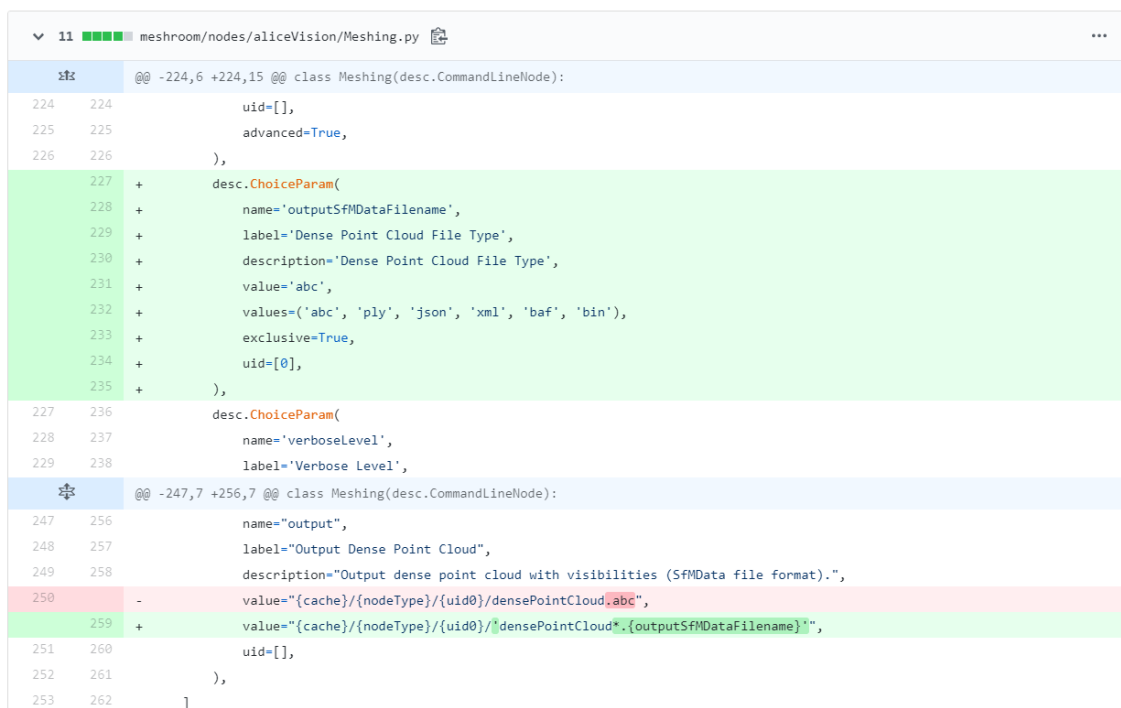 11 meshroom/nodes/aliceVision/Meshing.py ...
@@ -224,6 +224,15 @@ class Meshing(desc.CommandLineNode):
224 224 uid=[],
225 225 advanced=True,
226 226 ),
227 + desc.ChoiceParam(
228 + name='outputSfMDataFilename',
229 + label='Dense Point Cloud File Type',
230 + description='Dense Point Cloud File Type',
231 + value='abc',
232 + values=('abc', 'ply', 'json', 'xml', 'baf', 'bin'),
233 + exclusive=True,
234 + uid=[0],
235 + ),
227 236 desc.ChoiceParam(
228 237 name='verboseLevel',
229 238 label='Verbose Level',
@@ -247,7 +256,7 @@ class Meshing(desc.CommandLineNode):
247 256 name="output",
248 257 label="Output Dense Point Cloud",
249 258 description="Output dense point cloud with visibilities (SfMData file format).",
250 - value="{cache}/{nodeType}/{uid0}/densePointCloud.abc",
259 + value="{cache}/{nodeType}/{uid0}/'densePointCloud*.{outputSfMDataFilename}'",
251 260 uid=[],
252 261 ),
253 262 ]